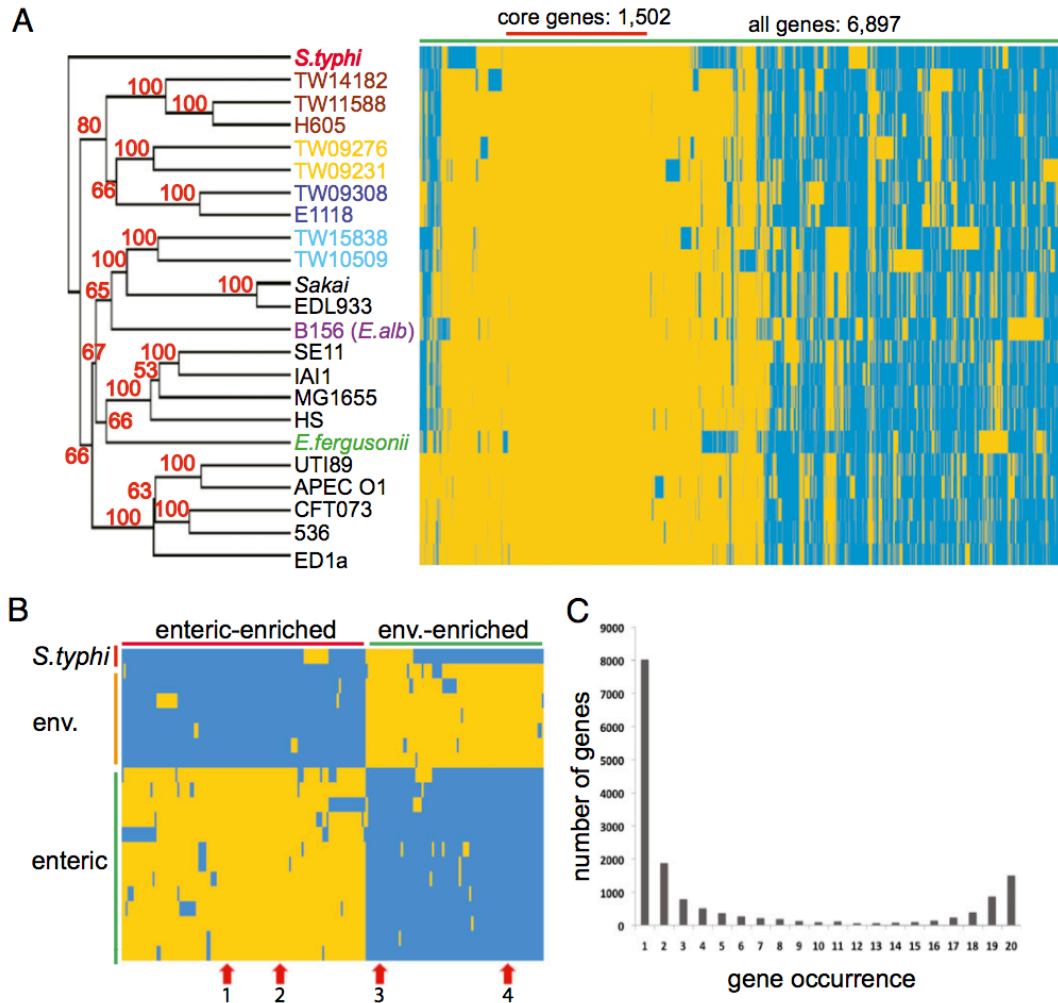 A
core genes: 1,502
all genes: 6,897
S.typhi
TW14182
TW11588
H605
TW09276
TW09231
TW09308
E1118
TW15838
TW10509
Sakai
EDL933
B156 (E.alb)
SE11
IAI1
MG1655
HS
E.fergusonii
UTI89
APEC O1
CFT073
536
ED1a
100
100
80
100
66
100
100
100
65
100
67
100
53
100
66
66
100
63
100
100
B
enteric-enriched
env.-enriched
S.typhi
env.
enteric
1
2
3
4
C
number of genes
9000
8000
7000
6000
5000
4000
3000
2000
1000
0
1 2 3 4 5 6 7 8 9 10 11 12 13 14 15 16 17 18 19 20
gene occurrence